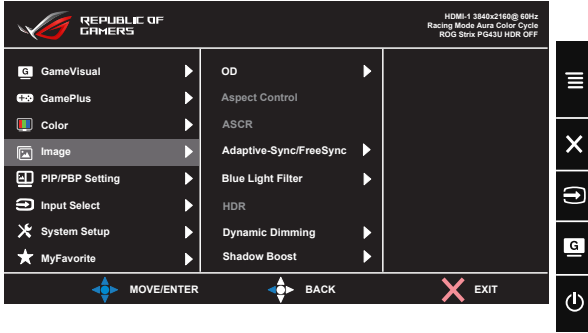 REPUBLIC OF
GAMERS
HDMI-1 3840x2160@ 60Hz
Racing Mode Aura Color Cycle
ROG Strix PG43U HDR OFF
G GameVisual
GamePlus
Color
Image
PIP/PBP Setting
Input Select
System Setup
MyFavorite
OD
Aspect Control
ASCR
Adaptive-Sync/FreeSync
Blue Light Filter
HDR
Dynamic Dimming
Shadow Boost
G
MOVE/ENTER
BACK
EXIT